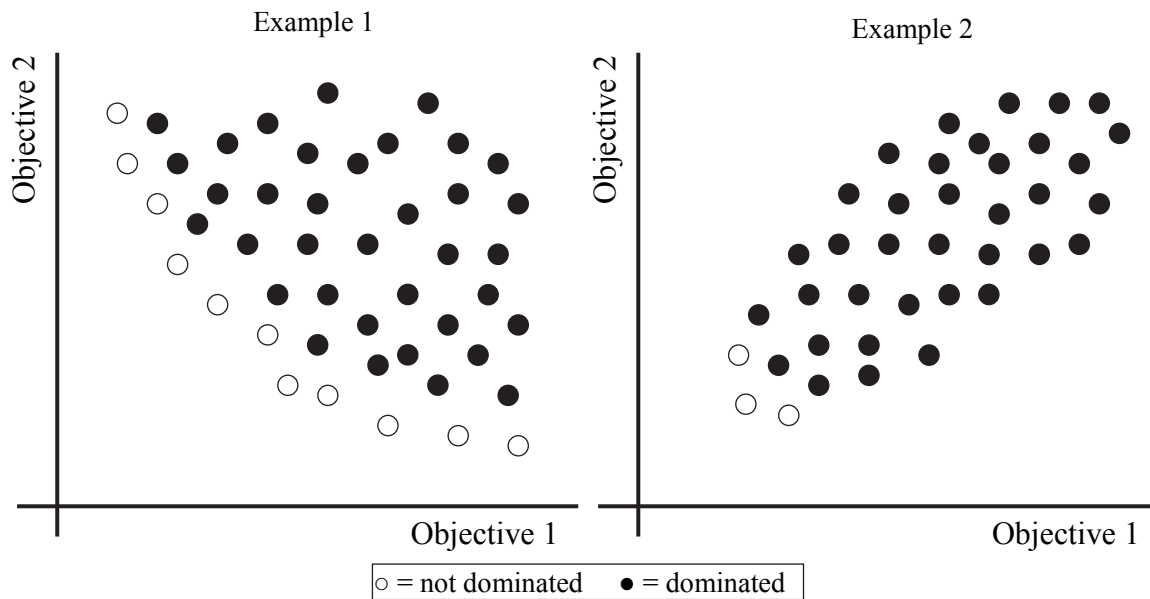 Example 1
Example 2
Objective 2
Objective 1
Objective 2
Objective 1
○ = not dominated ● = dominated